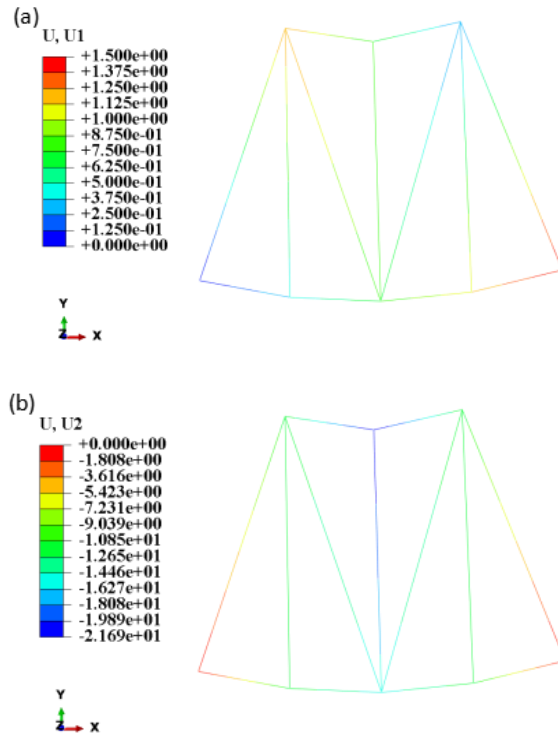 (a)
U, U1
+1.500e+00
+1.375e+00
+1.250e+00
+1.125e+00
+1.000e+00
+8.750e-01
+7.500e-01
+6.250e-01
+5.000e-01
+3.750e-01
+2.500e-01
+1.250e-01
+0.000e+00
Y
Z X
(b)
U, U2
+0.000e+00
-1.808e+00
-3.616e+00
-5.423e+00
-7.231e+00
-9.039e+00
-1.085e+01
-1.265e+01
-1.446e+01
-1.627e+01
-1.808e+01
-1.989e+01
-2.169e+01
Y
Z X